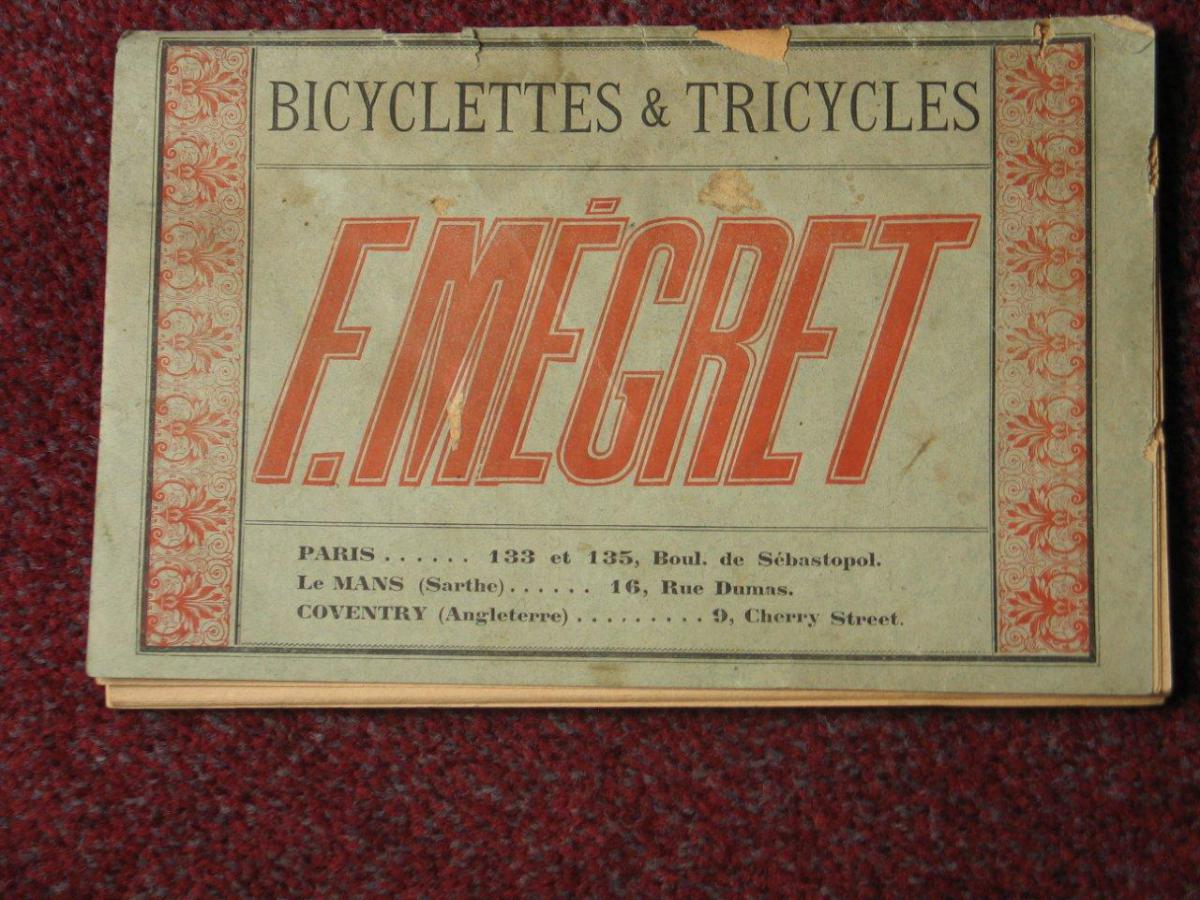 BICYCLETTES & TRICYCLES
F. MÉGRET
PARIS ...... 133 et 135, Boul. de Sébastopol.
Le MANS (Sarthe) ...... 16, Rue Dumas.
COVENTRY (Angleterre) ......... 9, Cherry Street.